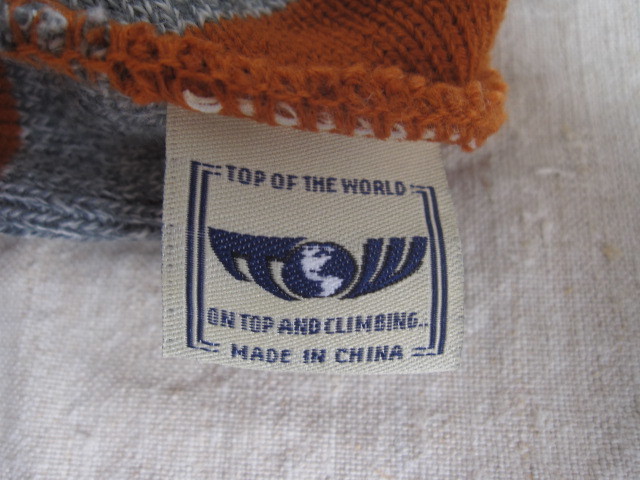 TOP OF THE WORLD
TOW
ON TOP AND CLIMBING..
MADE IN CHINA